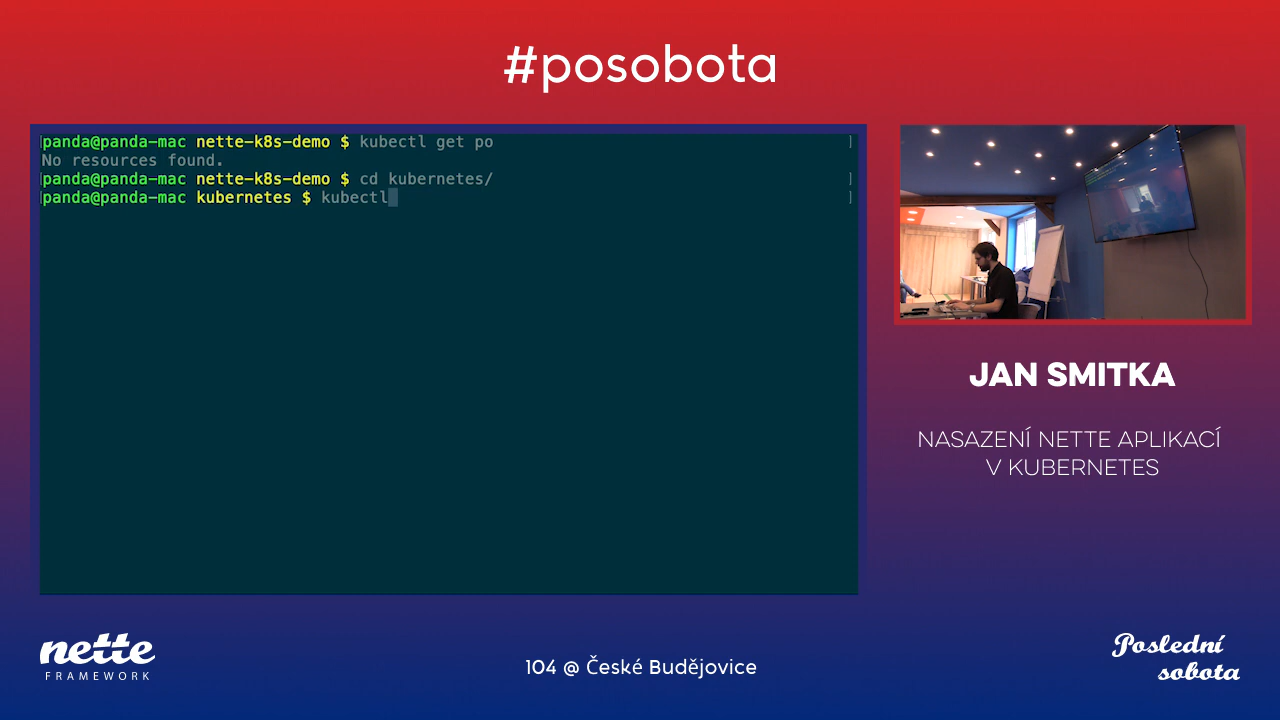 #posobota
panda@panda-mac nette-k8s-demo $ kubectl get po
No resources found.
panda@panda-mac nette-k8s-demo $ cd kubernetes/
panda@panda-mac kubernetes $ kubectl
JAN SMITKA
NASAZENÍ NETTE APLIKACÍ
V KUBERNETES
nette
FRAMEWORK
104 @ České Budějovice
Poslední
sobota